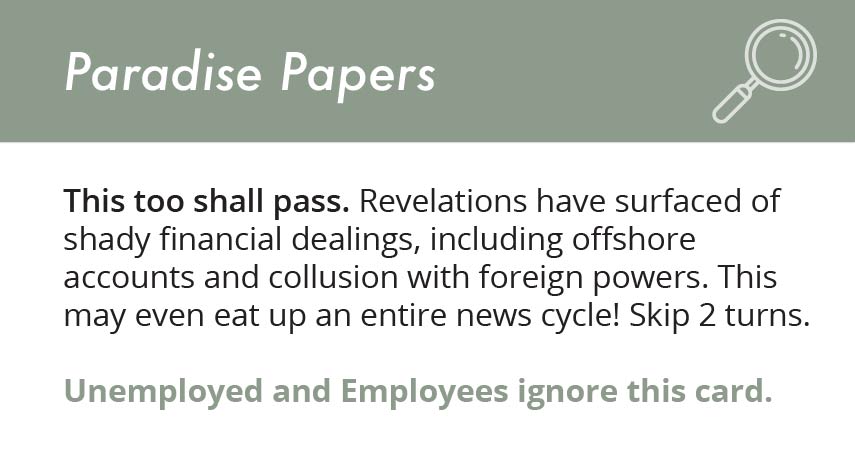 Paradise Papers
This too shall pass. Revelations have surfaced of
shady financial dealings, including offshore
accounts and collusion with foreign powers. This
may even eat up an entire news cycle! Skip 2 turns.
Unemployed and Employees ignore this card.